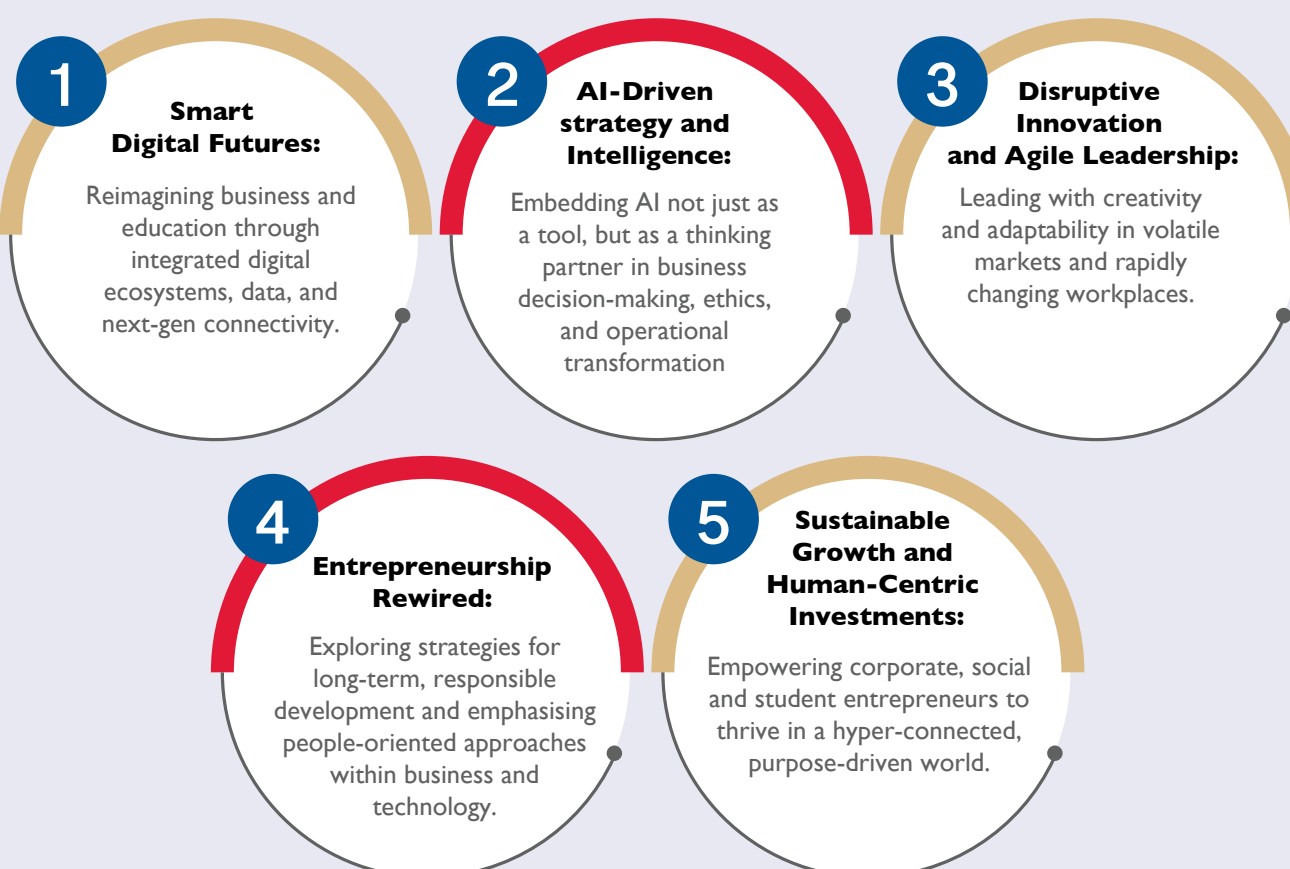 1
Smart
Digital Futures:
Reimagining business and
education through
integrated digital
ecosystems, data, and
next-gen connectivity.
2
AI-Driven
strategy and
Intelligence:
Embedding AI not just as
a tool, but as a thinking
partner in business
decision-making, ethics,
and operational
transformation
3
Disruptive
Innovation
and Agile Leadership:
Leading with creativity
and adaptability in volatile
markets and rapidly
changing workplaces.
4
Entrepreneurship
Rewired:
Exploring strategies for
long-term, responsible
development and emphasising
people-oriented approaches
within business and
technology.
5
Sustainable
Growth and
Human-Centric
Investments:
Empowering corporate, social
and student entrepreneurs to
thrive in a hyper-connected,
purpose-driven world.